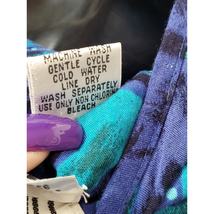 MACHINE WASH
GENTLE CYCLE
COLD WATER
LINE DRY
WASH SEPARATELY
USE ONLY NON CHLORINE
BLEACH